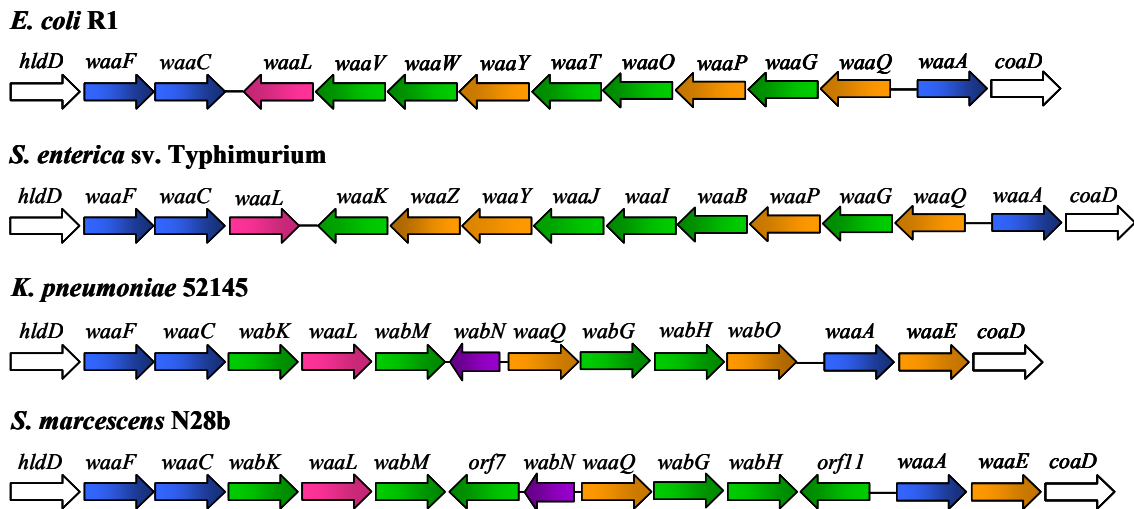 E. coli R1
hldD waaF waaC waaL waaV waaW waaY waaT waaO waaP waaG waaQ waaA coaD
S. enterica sv. Typhimurium
hldD waaF waaC waaL waaK waaZ waaY waaJ waaI waaB waaP waaG waaQ waaA coaD
K. pneumoniae 52145
hldD waaF waaC wabK waaL wabM wabN waaQ wabG wabH wabO waaA waaE coaD
S. marcescens N28b
hldD waaF waaC wabK waaL wabM orf7 wabN waaQ wabG wabH orf11 waaA waaE coaD